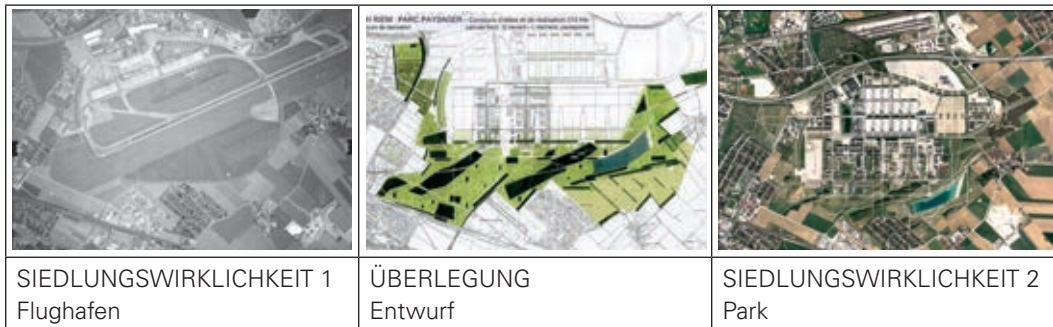 RIEM PARC PAYSAGER
SIEDLUNGSWIRKLICHKEIT 1
Flughafen
ÜBERLEGUNG
Entwurf
SIEDLUNGSWIRKLICHKEIT 2
Park